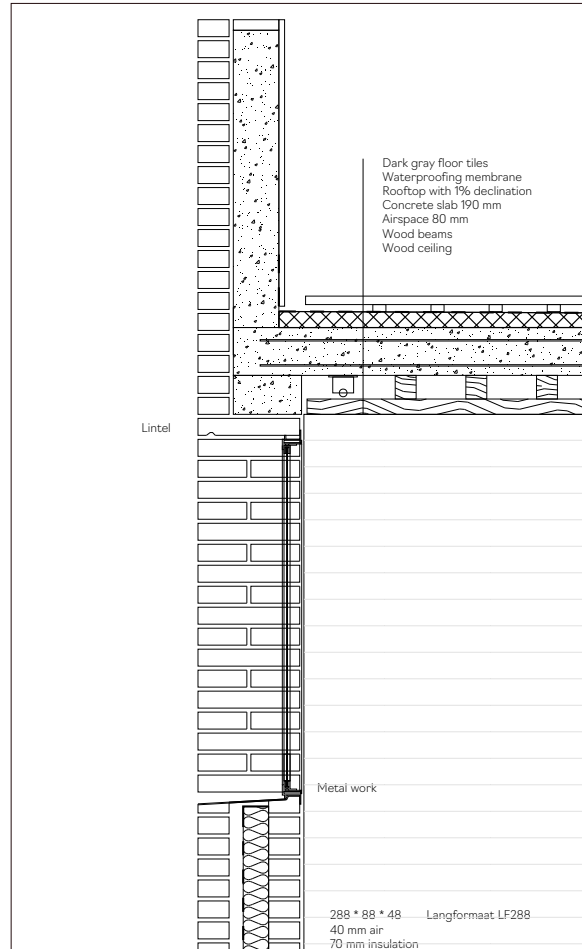 Dark gray floor tiles
Waterproofing membrane
Rooftop with 1% declination
Concrete slab 190 mm
Airspace 80 mm
Wood beams
Wood ceiling
Lintel
Metal work
288 * 88 * 48 Langformaat LF288
40 mm air
70 mm insulation